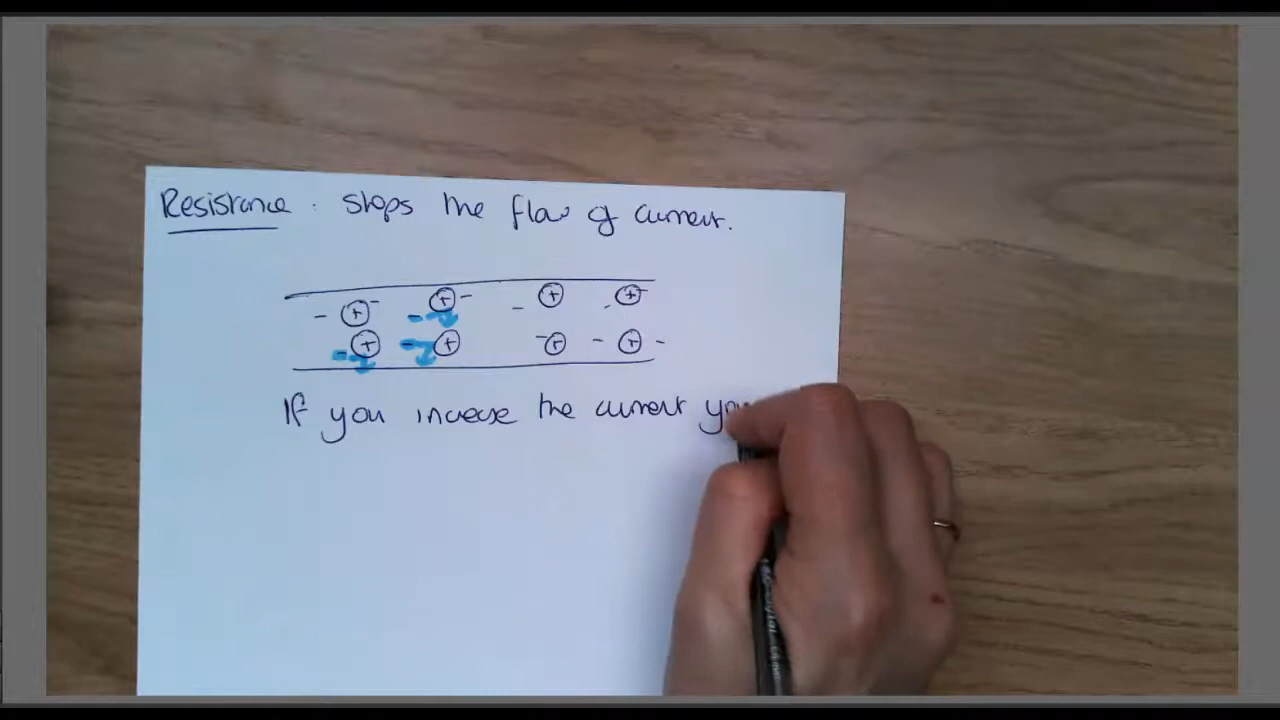 Resistance : stops the flow of current.
- + - + - - + - +
- + - + - + - + -
If you increase the current you